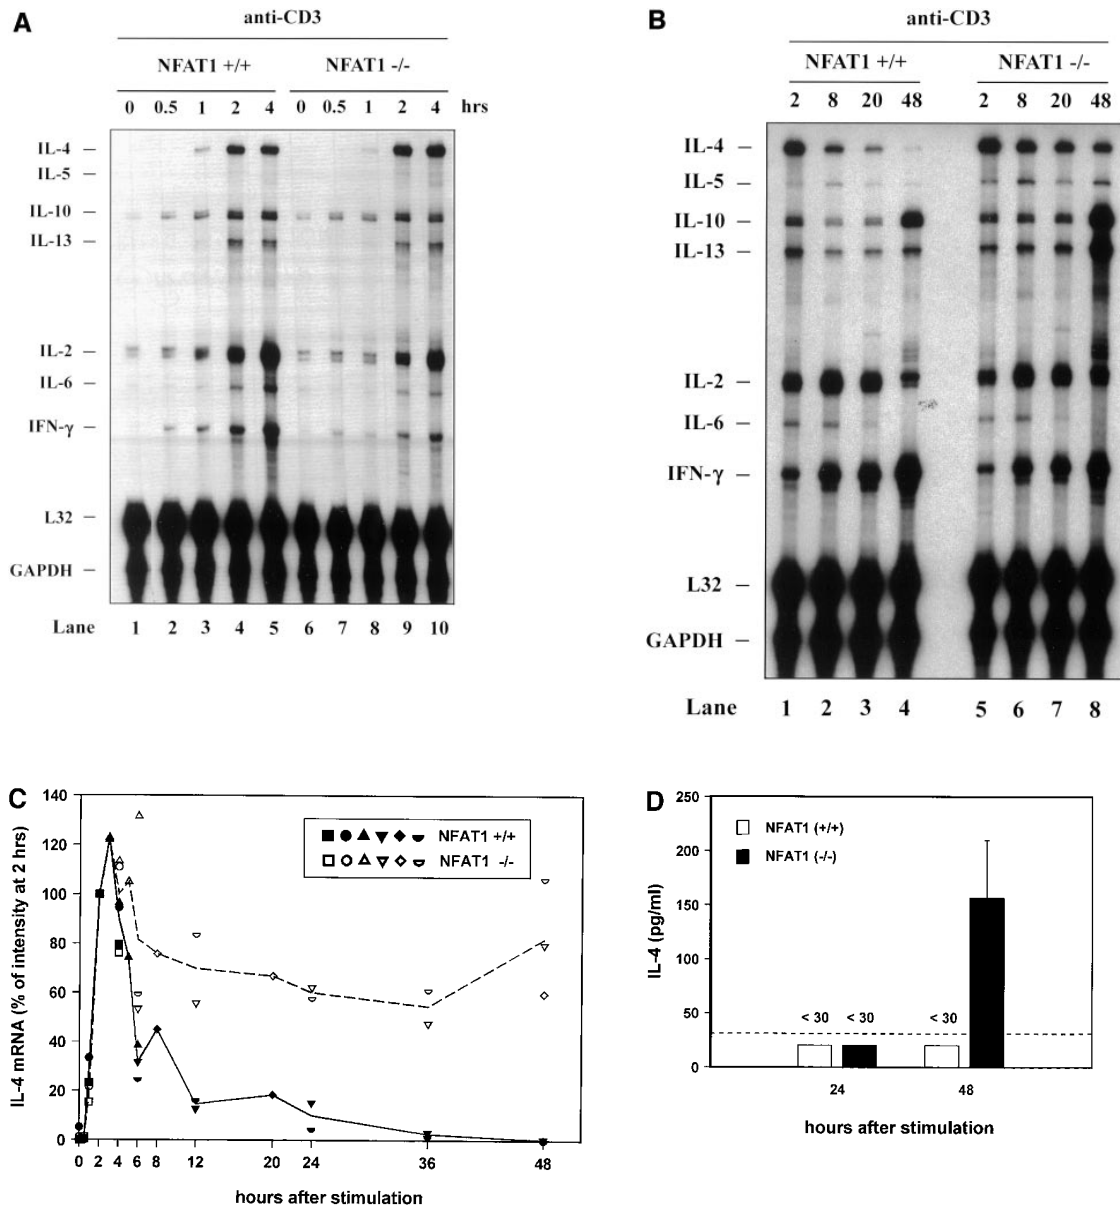 A
anti-CD3
NFAT1 +/+ NFAT1 -/-
0 0.5 1 2 4 0 0.5 1 2 4 hrs
IL-4
IL-5
IL-10
IL-13
IL-2
IL-6
IFN-γ
L32
GAPDH
Lane 1 2 3 4 5 6 7 8 9 10
B
anti-CD3
NFAT1 +/+ NFAT1 -/-
2 8 20 48 2 8 20 48
IL-4
IL-5
IL-10
IL-13
IL-2
IL-6
IFN-γ
L32
GAPDH
Lane 1 2 3 4 5 6 7 8
C
IL-4 mRNA (% of intensity at 2 hrs)
140
120
100
80
60
40
20
0
NFAT1 +/+
NFAT1 -/-
0 2 4 6 8 12 20 24 36 48
hours after stimulation
D
IL-4 (pg/ml)
250
200
150
100
50
0
NFAT1 (+/+)
NFAT1 (-/-)
< 30 < 30 < 30
24 48
hours after stimulation